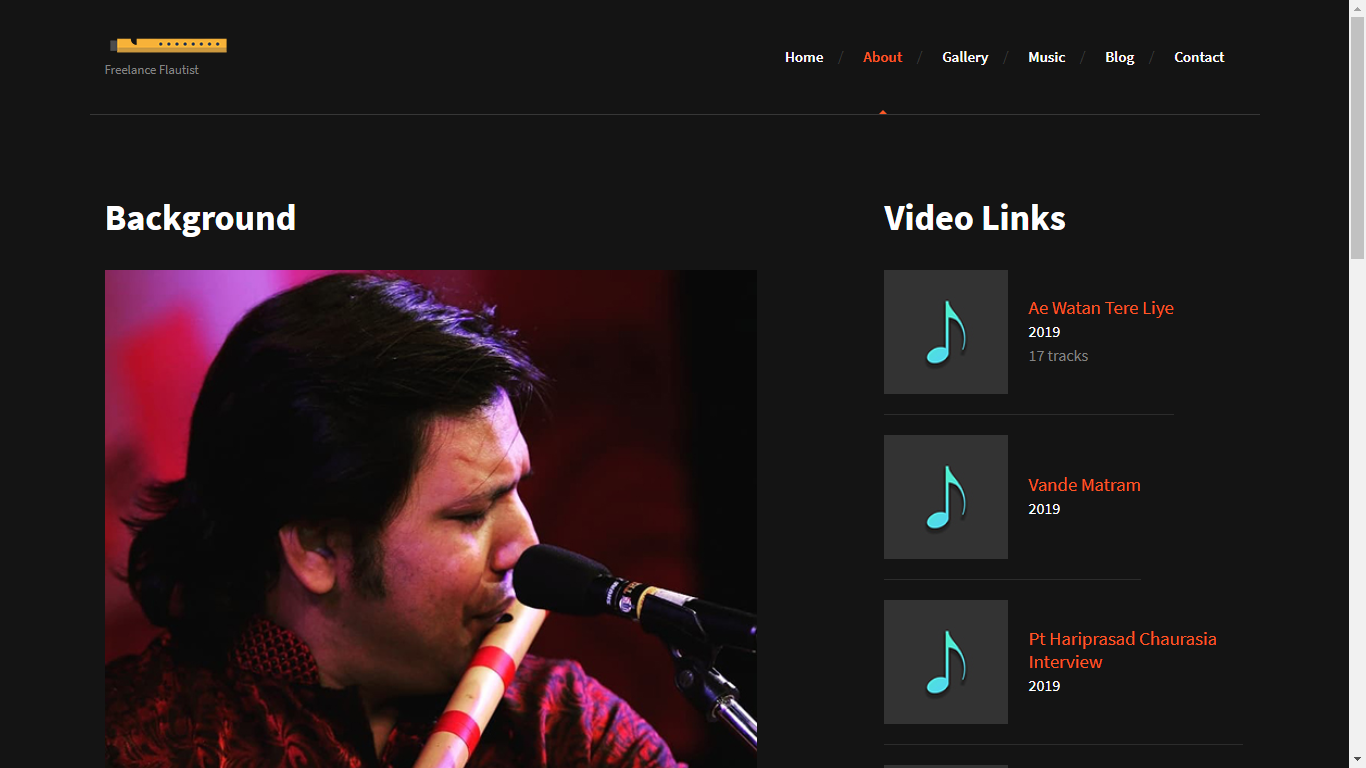 Freelance Flautist
Home / About / Gallery / Music / Blog / Contact
Background
Video Links
Ae Watan Tere Liye
2019
17 tracks
Vande Matram
2019
Pt Hariprasad Chaurasia
Interview
2019